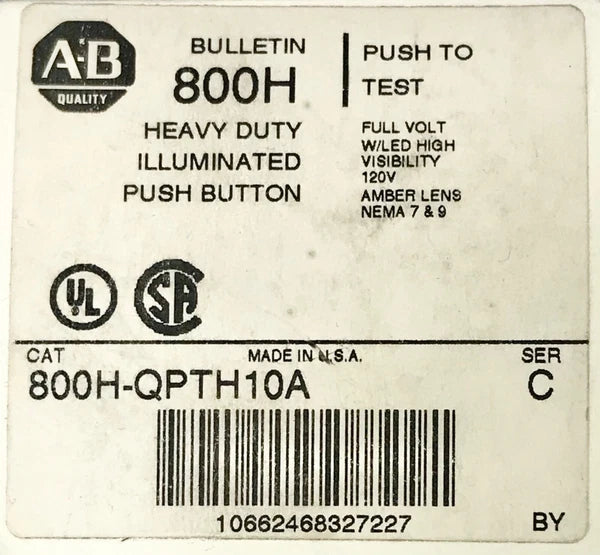 A-B
QUALITY
BULLETIN
800H
HEAVY DUTY
ILLUMINATED
PUSH BUTTON
PUSH TO
TEST
FULL VOLT
W/LED HIGH
VISIBILITY
120V
AMBER LENS
NEMA 7 & 9
UL
SA
CAT
MADE IN U.S.A.
SER
800H-QPTH10A
C
10662468327227
BY